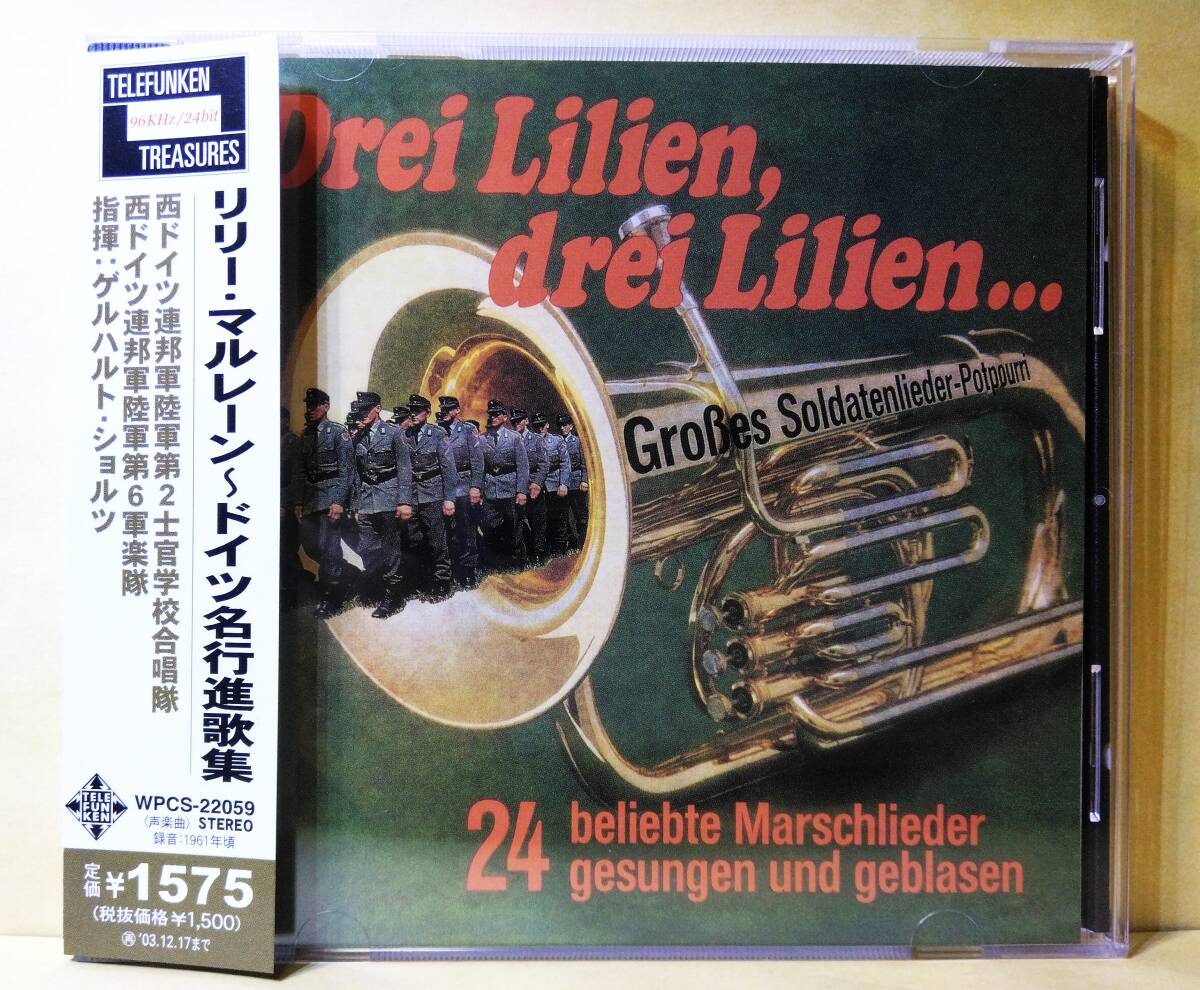 TELEFUNKEN
96KHz/24bit
TREASURES
リリー・マルレーン〜ドイツ名行進歌集
西ドイツ連邦軍陸軍第2士官学校合唱隊
西ドイツ連邦軍陸軍第6軍楽隊
指揮：ゲルハルト・ショルツ
TELE
FUN
KEN
WPCS-22059
〈声楽曲〉 STEREO
録音：1961年頃
定価¥1575
(税抜価格¥1,500)
再 '03.12.17まで
Drei Lilien,
drei Lilien...
Großes Soldatenlieder-Potpourri
24 beliebte Marschlieder
gesungen und geblasen